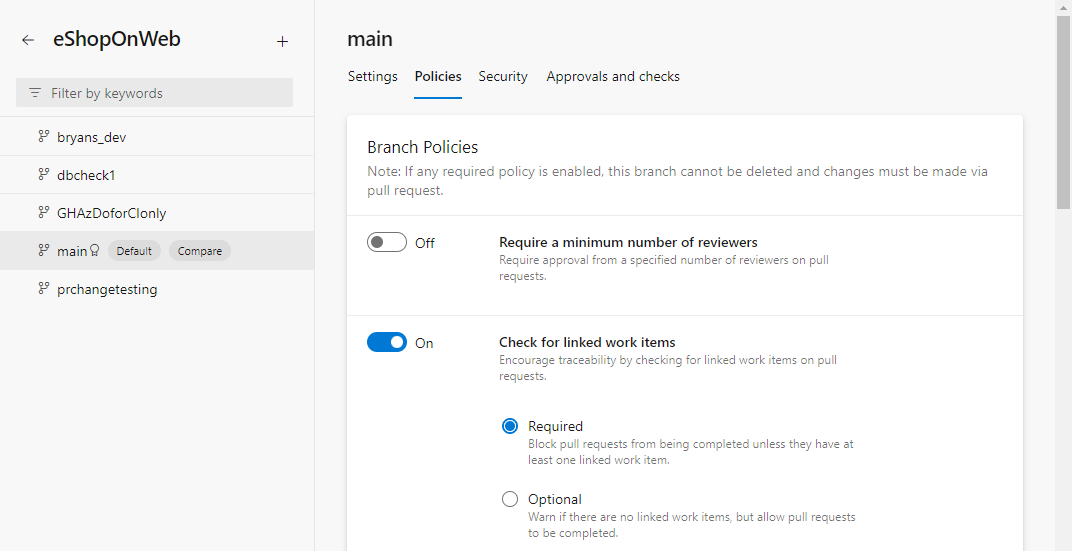 eShopOnWeb
Filter by keywords
bryans_dev
dbcheck1
GHAzDoforCIonly
main Default Compare
prchangetesting
main
Settings Policies Security Approvals and checks
Branch Policies
Note: If any required policy is enabled, this branch cannot be deleted and changes must be made via
pull request.
Off
Require a minimum number of reviewers
Require approval from a specified number of reviewers on pull
requests.
On
Check for linked work items
Encourage traceability by checking for linked work items on pull
requests.
Required
Block pull requests from being completed unless they have at
least one linked work item.
Optional
Warn if there are no linked work items, but allow pull requests
to be completed.